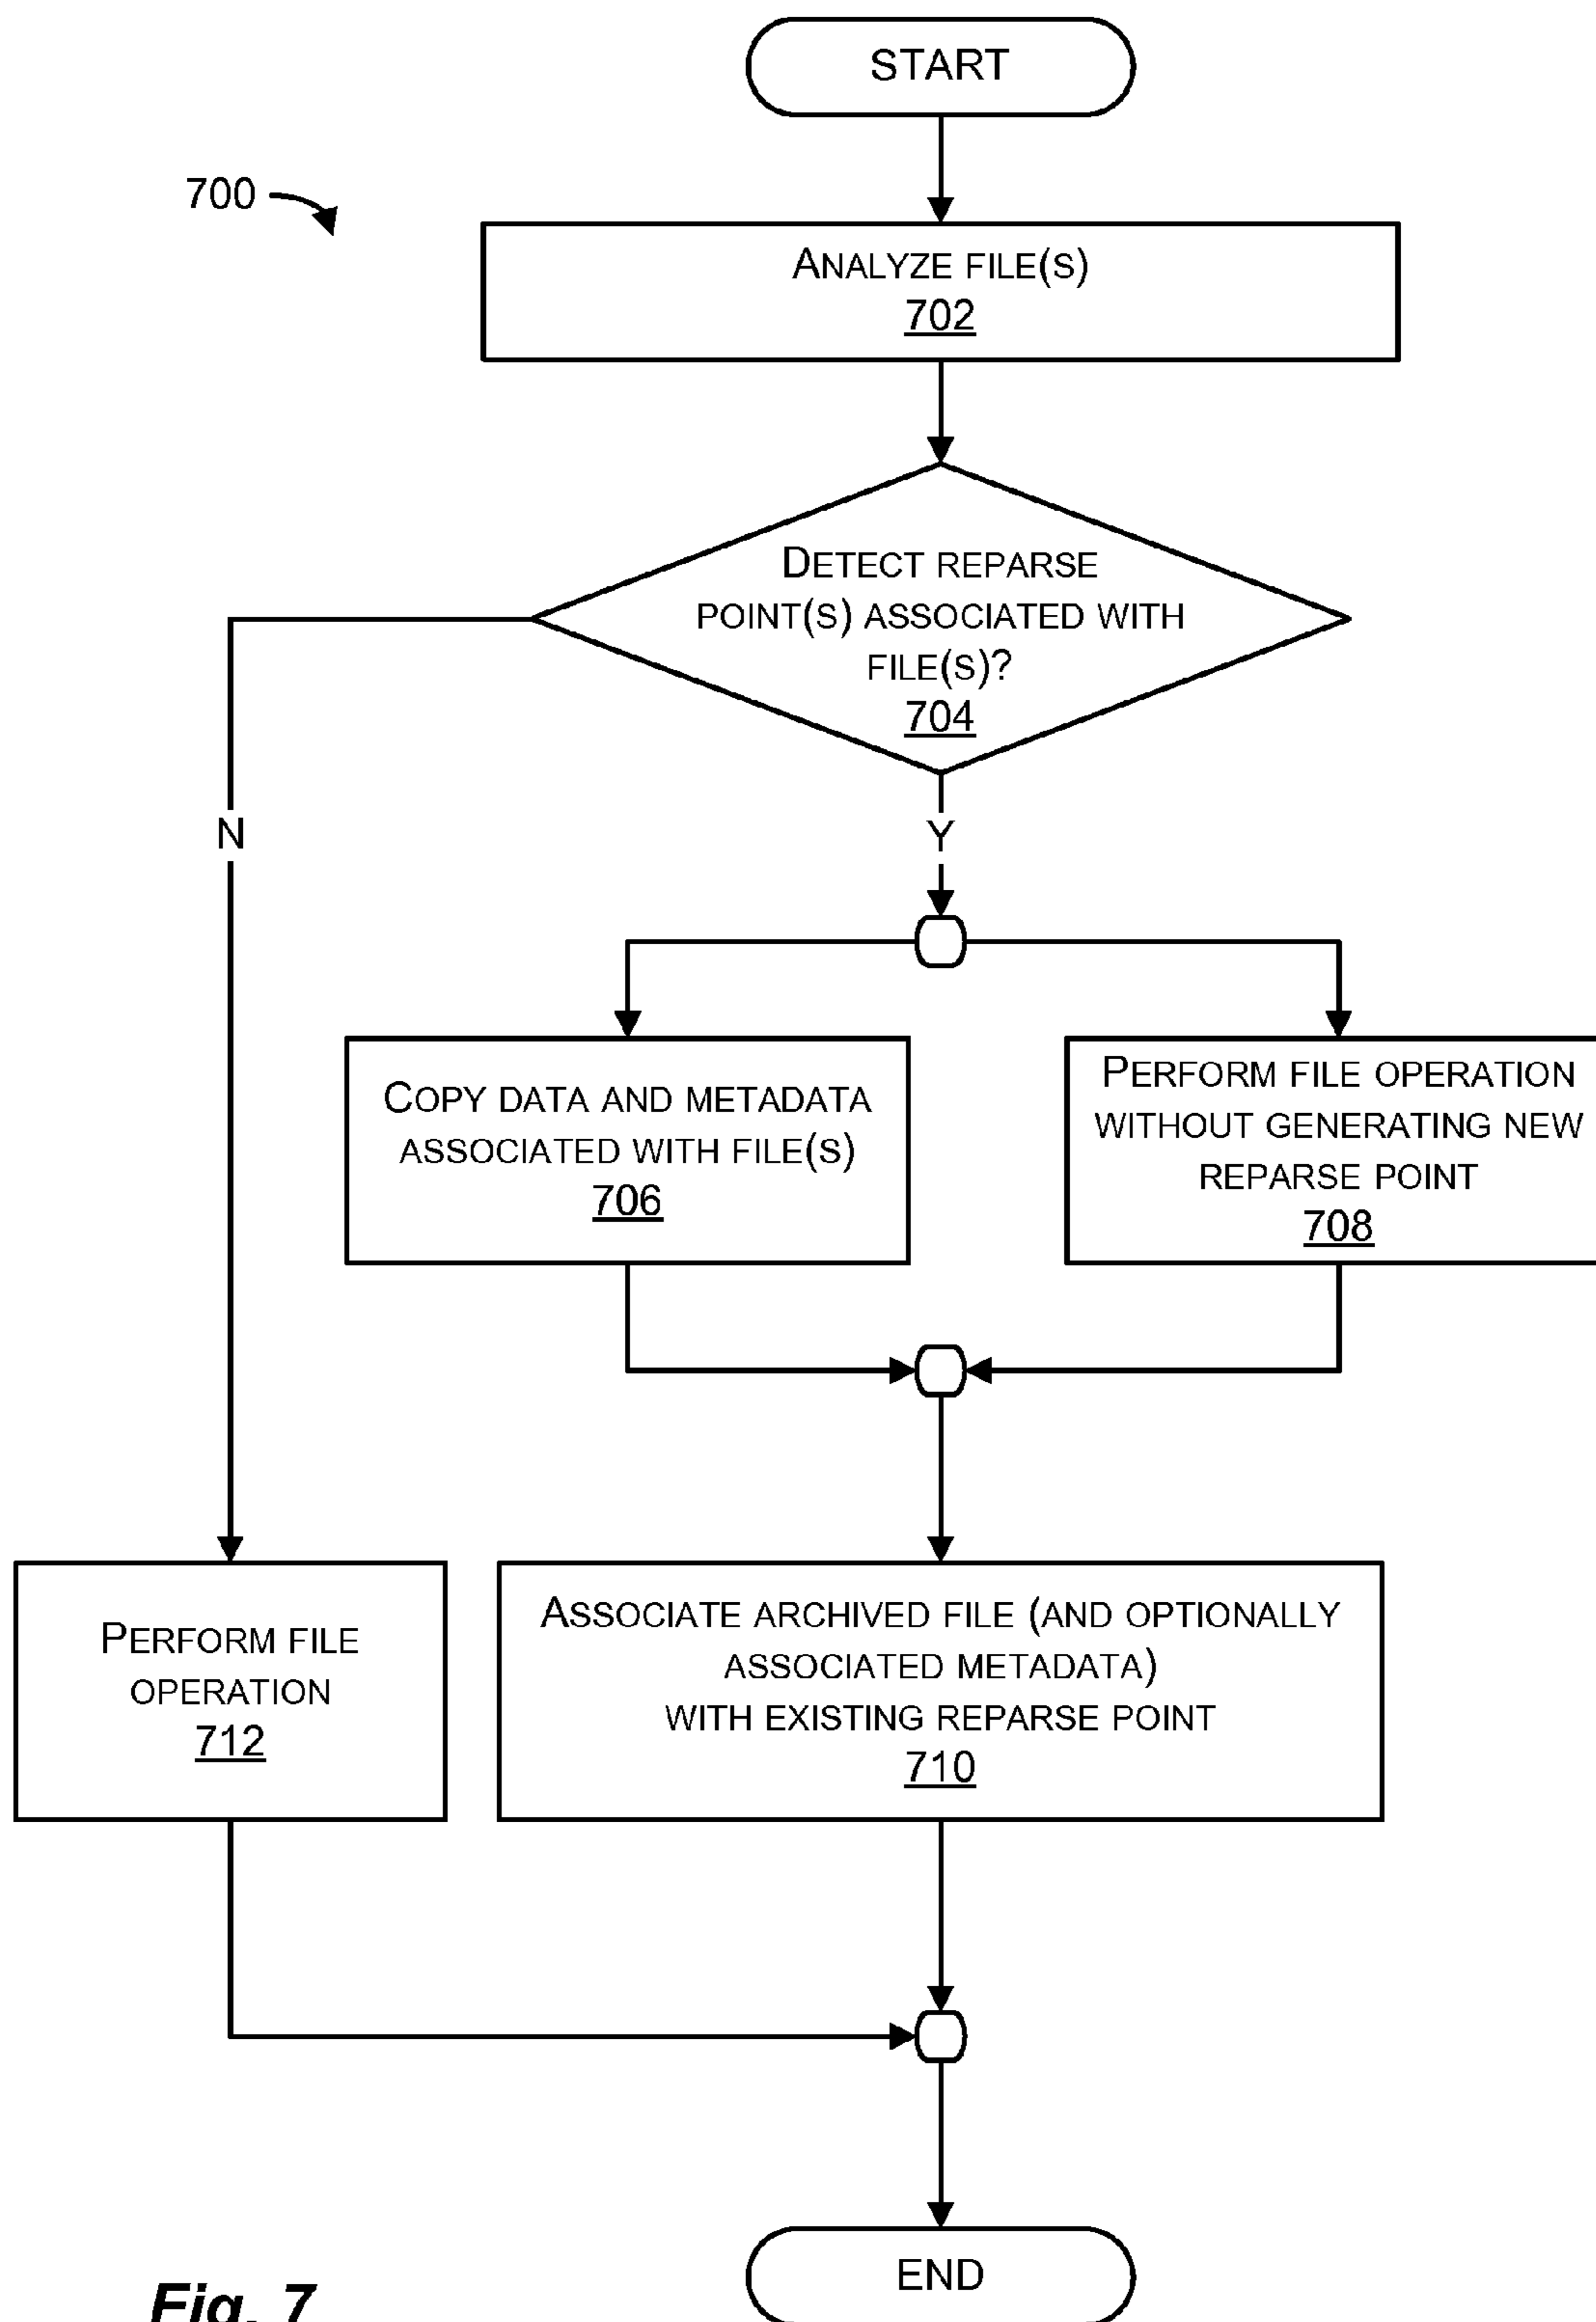 START
700
ANALYZE FILE(S)
702
DETECT REPARSE
POINT(S) ASSOCIATED WITH
FILE(S)?
704
N
Y
COPY DATA AND METADATA
ASSOCIATED WITH FILE(S)
706
PERFORM FILE OPERATION
WITHOUT GENERATING NEW
REPARSE POINT
708
PERFORM FILE
OPERATION
712
ASSOCIATE ARCHIVED FILE (AND OPTIONALLY
ASSOCIATED METADATA)
WITH EXISTING REPARSE POINT
710
END
Fig. 7